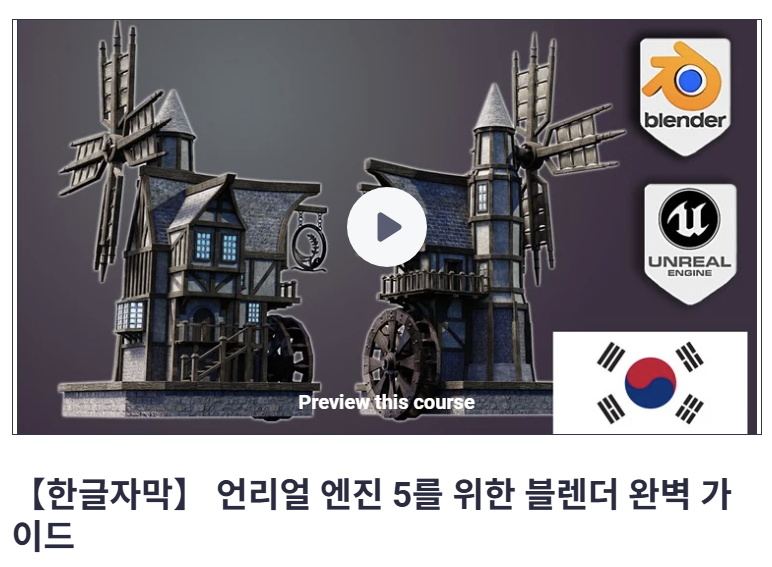 blender
UNREAL
ENGINE
Preview this course
【한글자막】 언리얼 엔진 5를 위한 블렌더 완벽 가
이드